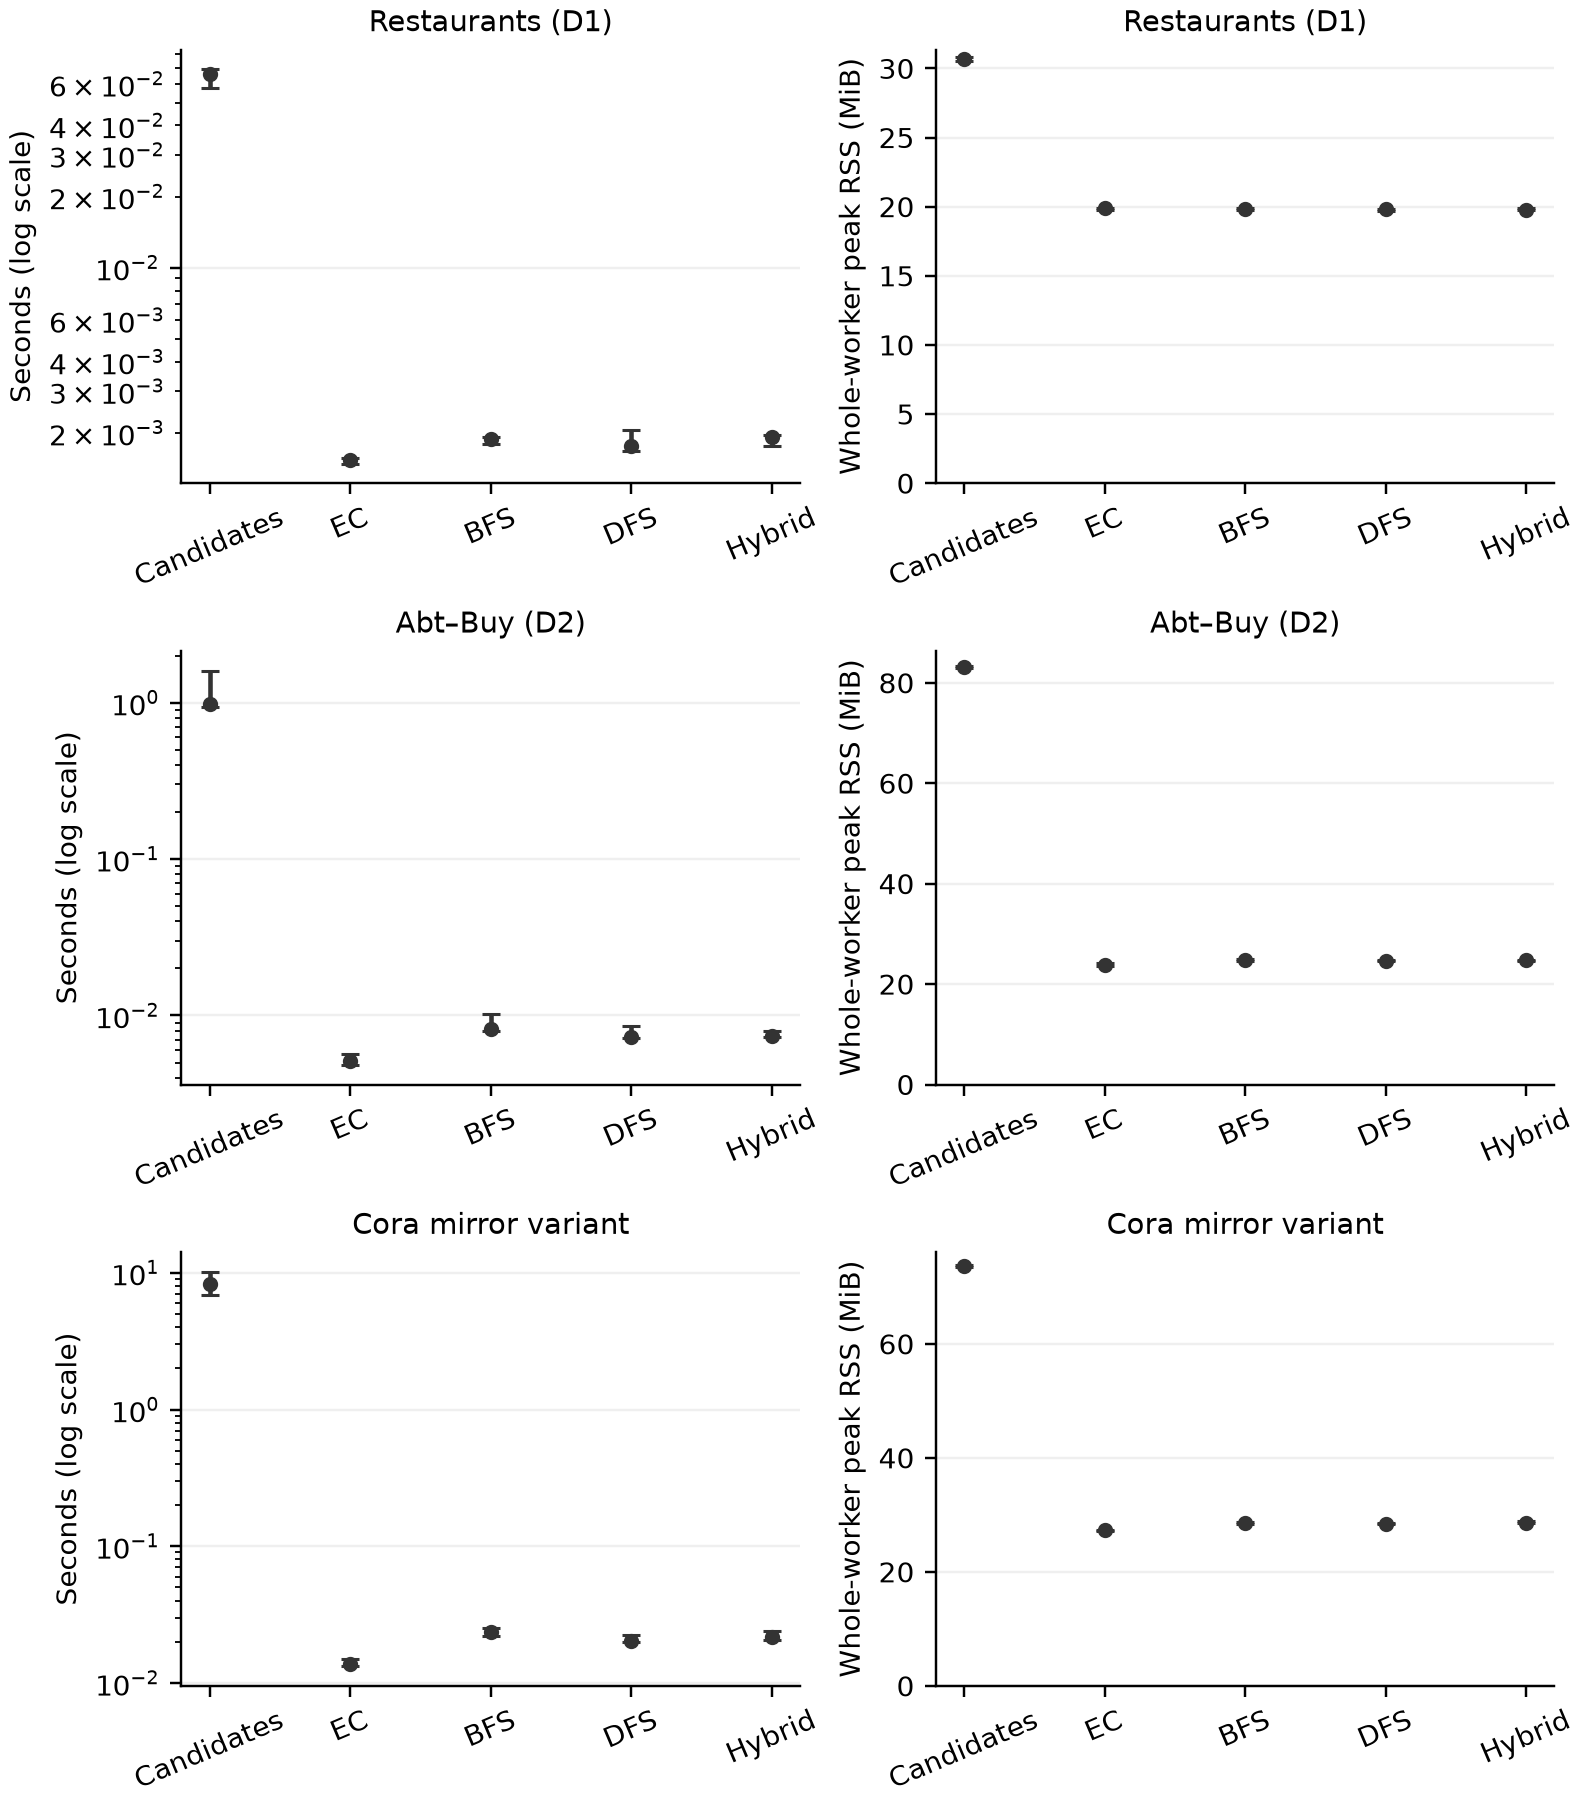 Restaurants (D1)
Seconds (log scale)
6 × 10⁻²
4 × 10⁻²
3 × 10⁻²
2 × 10⁻²
10⁻²
6 × 10⁻³
4 × 10⁻³
3 × 10⁻³
2 × 10⁻³
Candidates
EC
BFS
DFS
Hybrid
Restaurants (D1)
Whole-worker peak RSS (MiB)
30
25
20
15
10
5
0
Candidates
EC
BFS
DFS
Hybrid
Abt–Buy (D2)
Seconds (log scale)
10⁰
10⁻¹
10⁻²
Candidates
EC
BFS
DFS
Hybrid
Abt–Buy (D2)
Whole-worker peak RSS (MiB)
80
60
40
20
0
Candidates
EC
BFS
DFS
Hybrid
Cora mirror variant
Seconds (log scale)
10¹
10⁰
10⁻¹
10⁻²
Candidates
EC
BFS
DFS
Hybrid
Cora mirror variant
Whole-worker peak RSS (MiB)
60
40
20
0
Candidates
EC
BFS
DFS
Hybrid